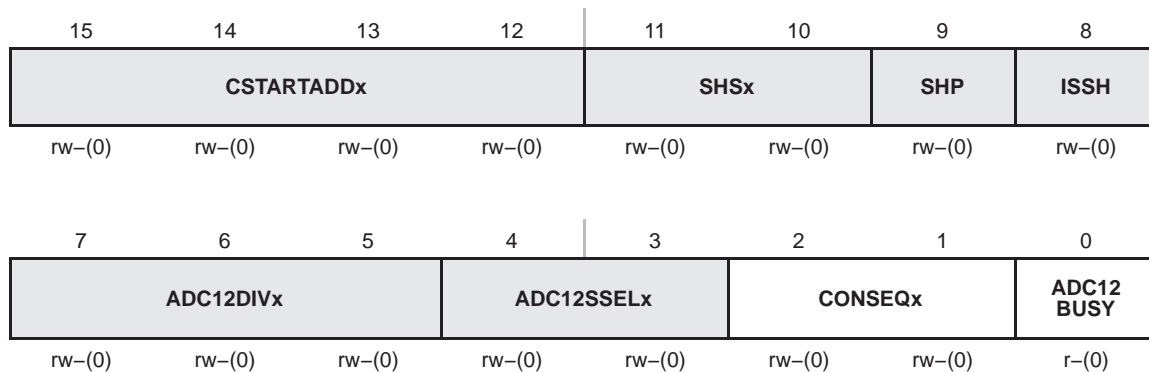 15 14 13 12 11 10 9 8
CSTARTADDx SHSx SHP ISSH
rw−(0) rw−(0) rw−(0) rw−(0) rw−(0) rw−(0) rw−(0) rw−(0)
7 6 5 4 3 2 1 0
ADC12DIVx ADC12SSELx CONSEQx ADC12
BUSY
rw−(0) rw−(0) rw−(0) rw−(0) rw−(0) rw−(0) rw−(0) r−(0)